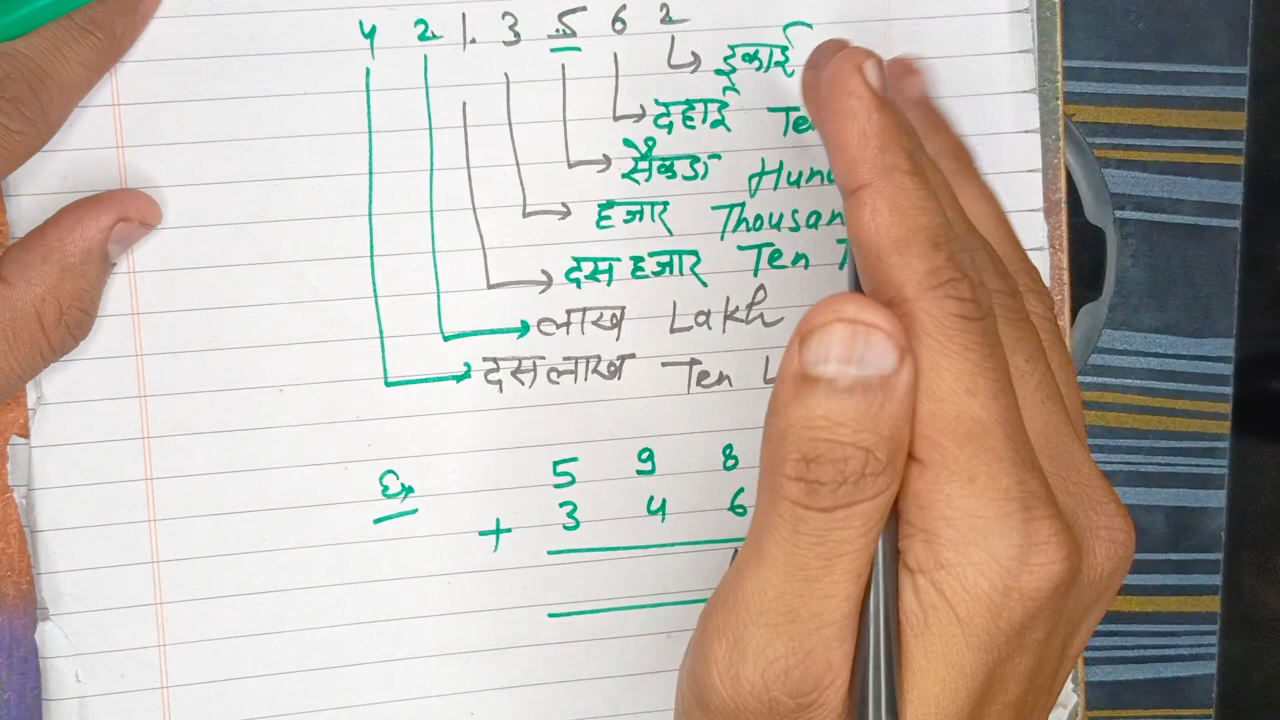 4 2 1 3 5 6 2
इकाई
दहाई Te
सैकडा Hun
हजार Thousan
दस हजार Ten T
लाख Lakh
दस लाख Ten L
Ex 5 9 8
+ 3 4 6